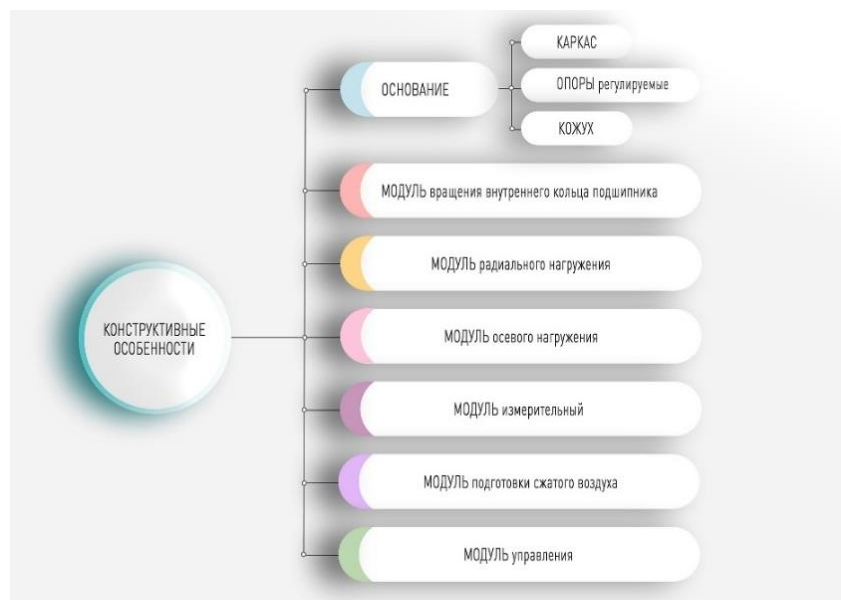 КАРКАС
ОСНОВАНИЕ
ОПОРЫ регулируемые
КОЖУХ
МОДУЛЬ вращения внутреннего кольца подшипника
МОДУЛЬ радиального нагружения
КОНСТРУКТИВНЫЕ
ОСОБЕННОСТИ
МОДУЛЬ осевого нагружения
МОДУЛЬ измерительный
МОДУЛЬ подготовки сжатого воздуха
МОДУЛЬ управления